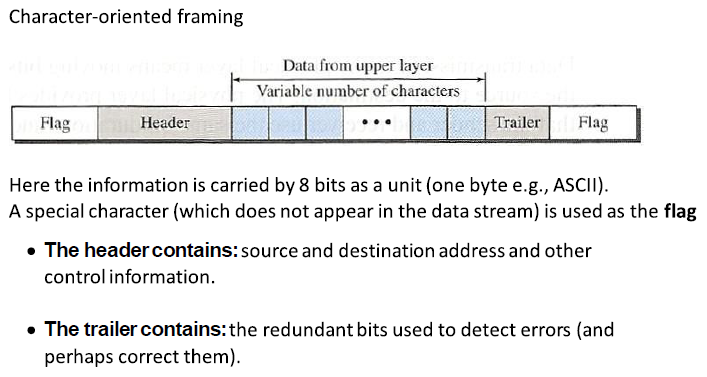 Character-oriented framing
Data from upper layer
Variable number of characters
Flag Header ••• Trailer Flag
Here the information is carried by 8 bits as a unit (one byte e.g., ASCII).
A special character (which does not appear in the data stream) is used as the flag
• The header contains: source and destination address and other
control information.
• The trailer contains: the redundant bits used to detect errors (and
perhaps correct them).